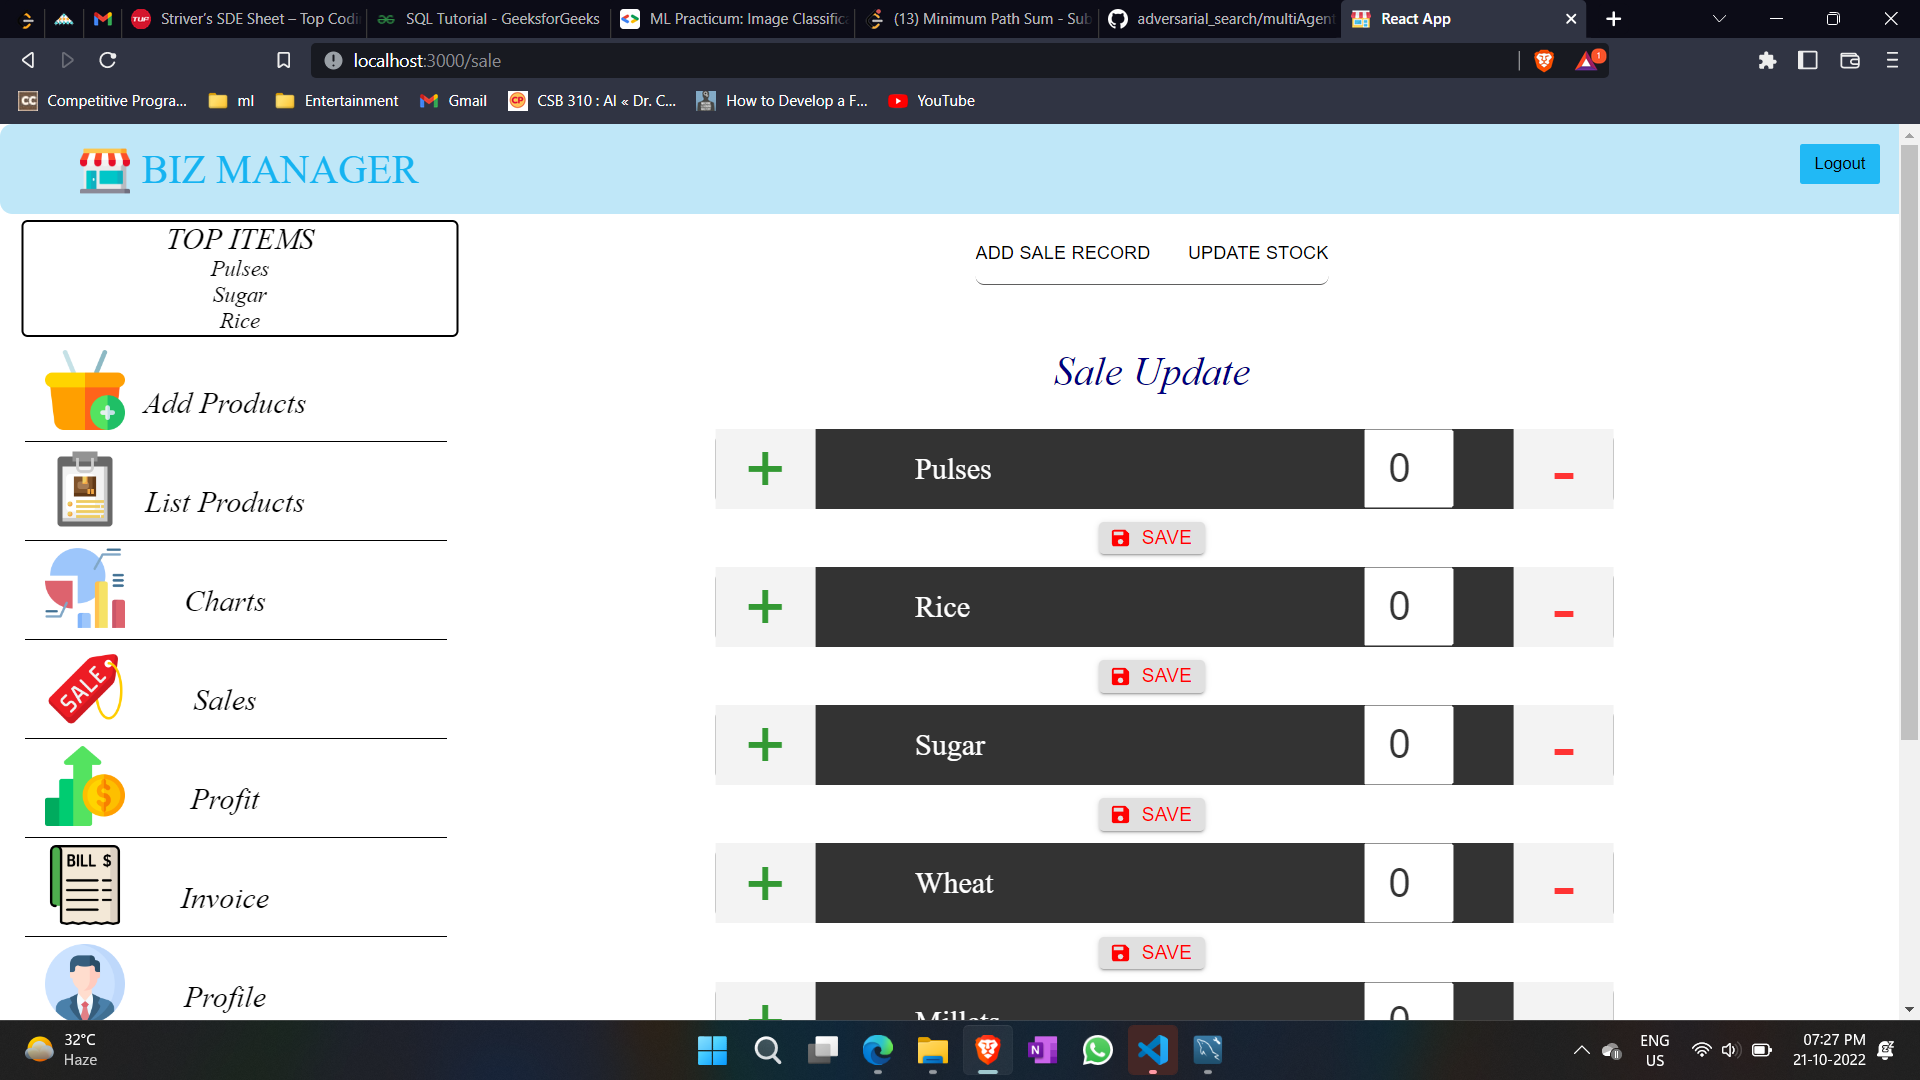 Striver's SDE Sheet – Top Codi
SQL Tutorial - GeeksforGeeks
ML Practicum: Image Classific
(13) Minimum Path Sum - Sub
adversarial_search/multiAgent
React App
localhost:3000/sale
1
Competitive Progra...
ml
Entertainment
Gmail
CSB 310 : AI « Dr. C...
How to Develop a F...
YouTube
BIZ MANAGER
Logout
TOP ITEMS
Pulses
Sugar
Rice
Add Products
List Products
Charts
SALE
Sales
Profit
BILL $
Invoice
Profile
ADD SALE RECORD UPDATE STOCK
Sale Update
+ Pulses 0 -
SAVE
+ Rice 0 -
SAVE
+ Sugar 0 -
SAVE
+ Wheat 0 -
SAVE
+ Millets 0
32°C
Haze
ENG
US
07:27 PM
21-10-2022